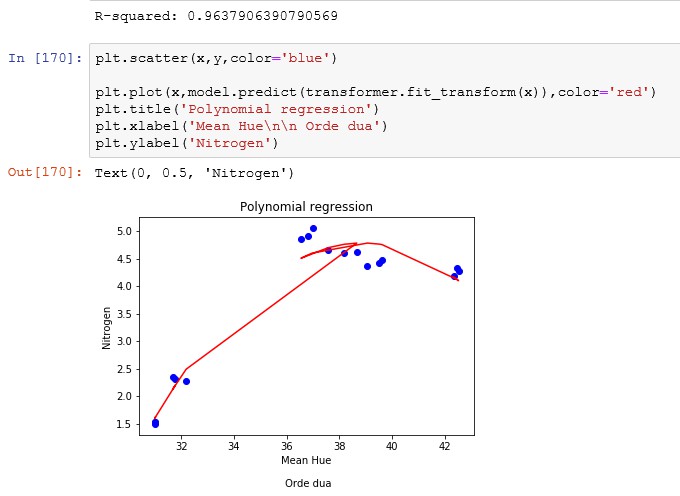 R-squared: 0.9637906390790569
In [170]: plt.scatter(x,y,color='blue')
plt.plot(x,model.predict(transformer.fit_transform(x)),color='red')
plt.title('Polynomial regression')
plt.xlabel('Mean Hue\n\n Orde dua')
plt.ylabel('Nitrogen')
Out[170]: Text(0, 0.5, 'Nitrogen')
Polynomial regression
5.0
4.5
4.0
3.5
3.0
2.5
2.0
1.5
Nitrogen
32 34 36 38 40 42
Mean Hue
Orde dua